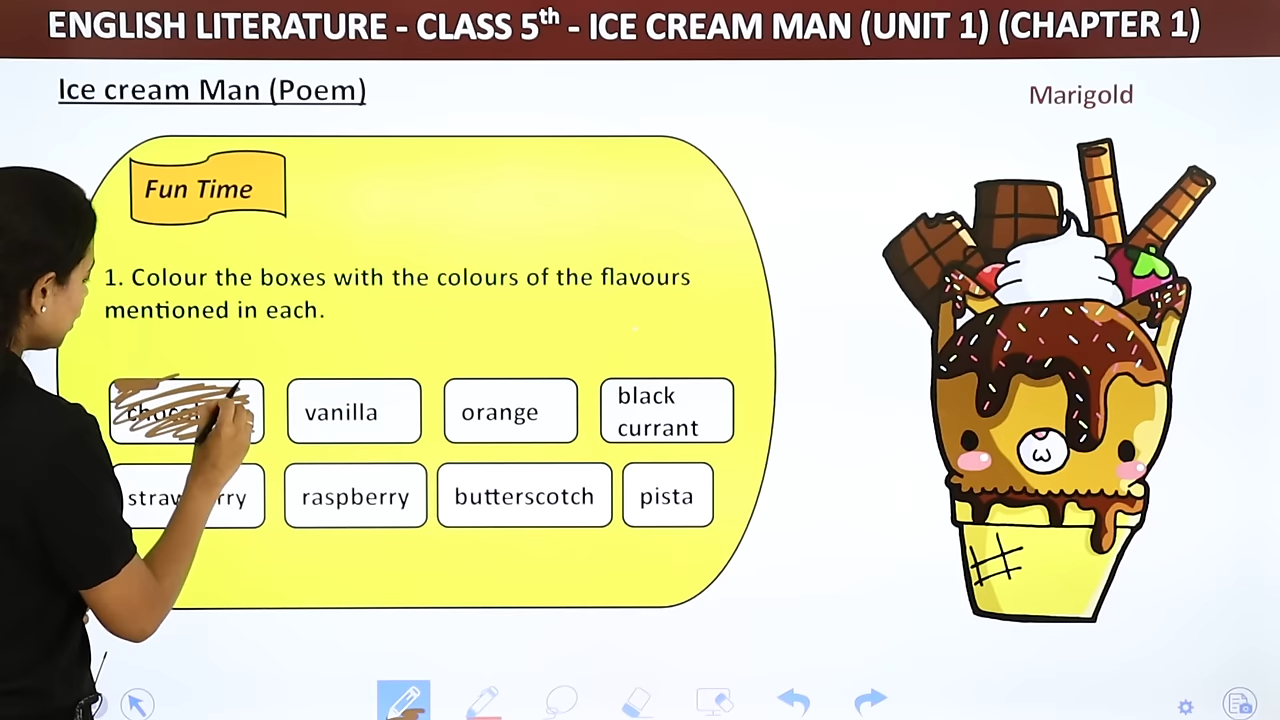 ENGLISH LITERATURE - CLASS 5th - ICE CREAM MAN (UNIT 1) (CHAPTER 1)
Ice cream Man (Poem)
Marigold
Fun Time
1. Colour the boxes with the colours of the flavours
mentioned in each.
vanilla
orange
black
currant
raspberry
butterscotch
pista